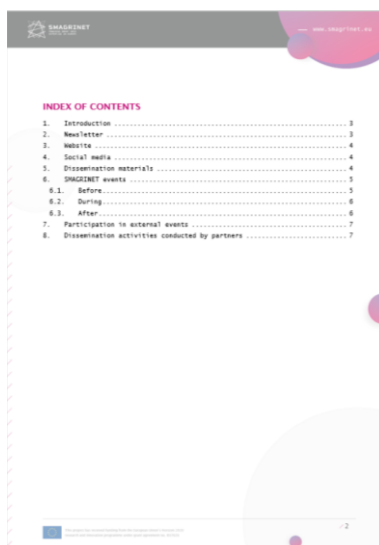 SMAGRINET
www.smagrinet.eu
INDEX OF CONTENTS
1. Introduction ........ 3
2. Newsletter ........ 3
3. Website ........ 4
4. Social media ........ 4
5. Dissemination materials ........ 4
6. SMAGRINET events ........ 5
6.1. Before ........ 5
6.2. During ........ 6
6.3. After ........ 6
7. Participation in external events ........ 7
8. Dissemination activities conducted by partners ........ 7
2